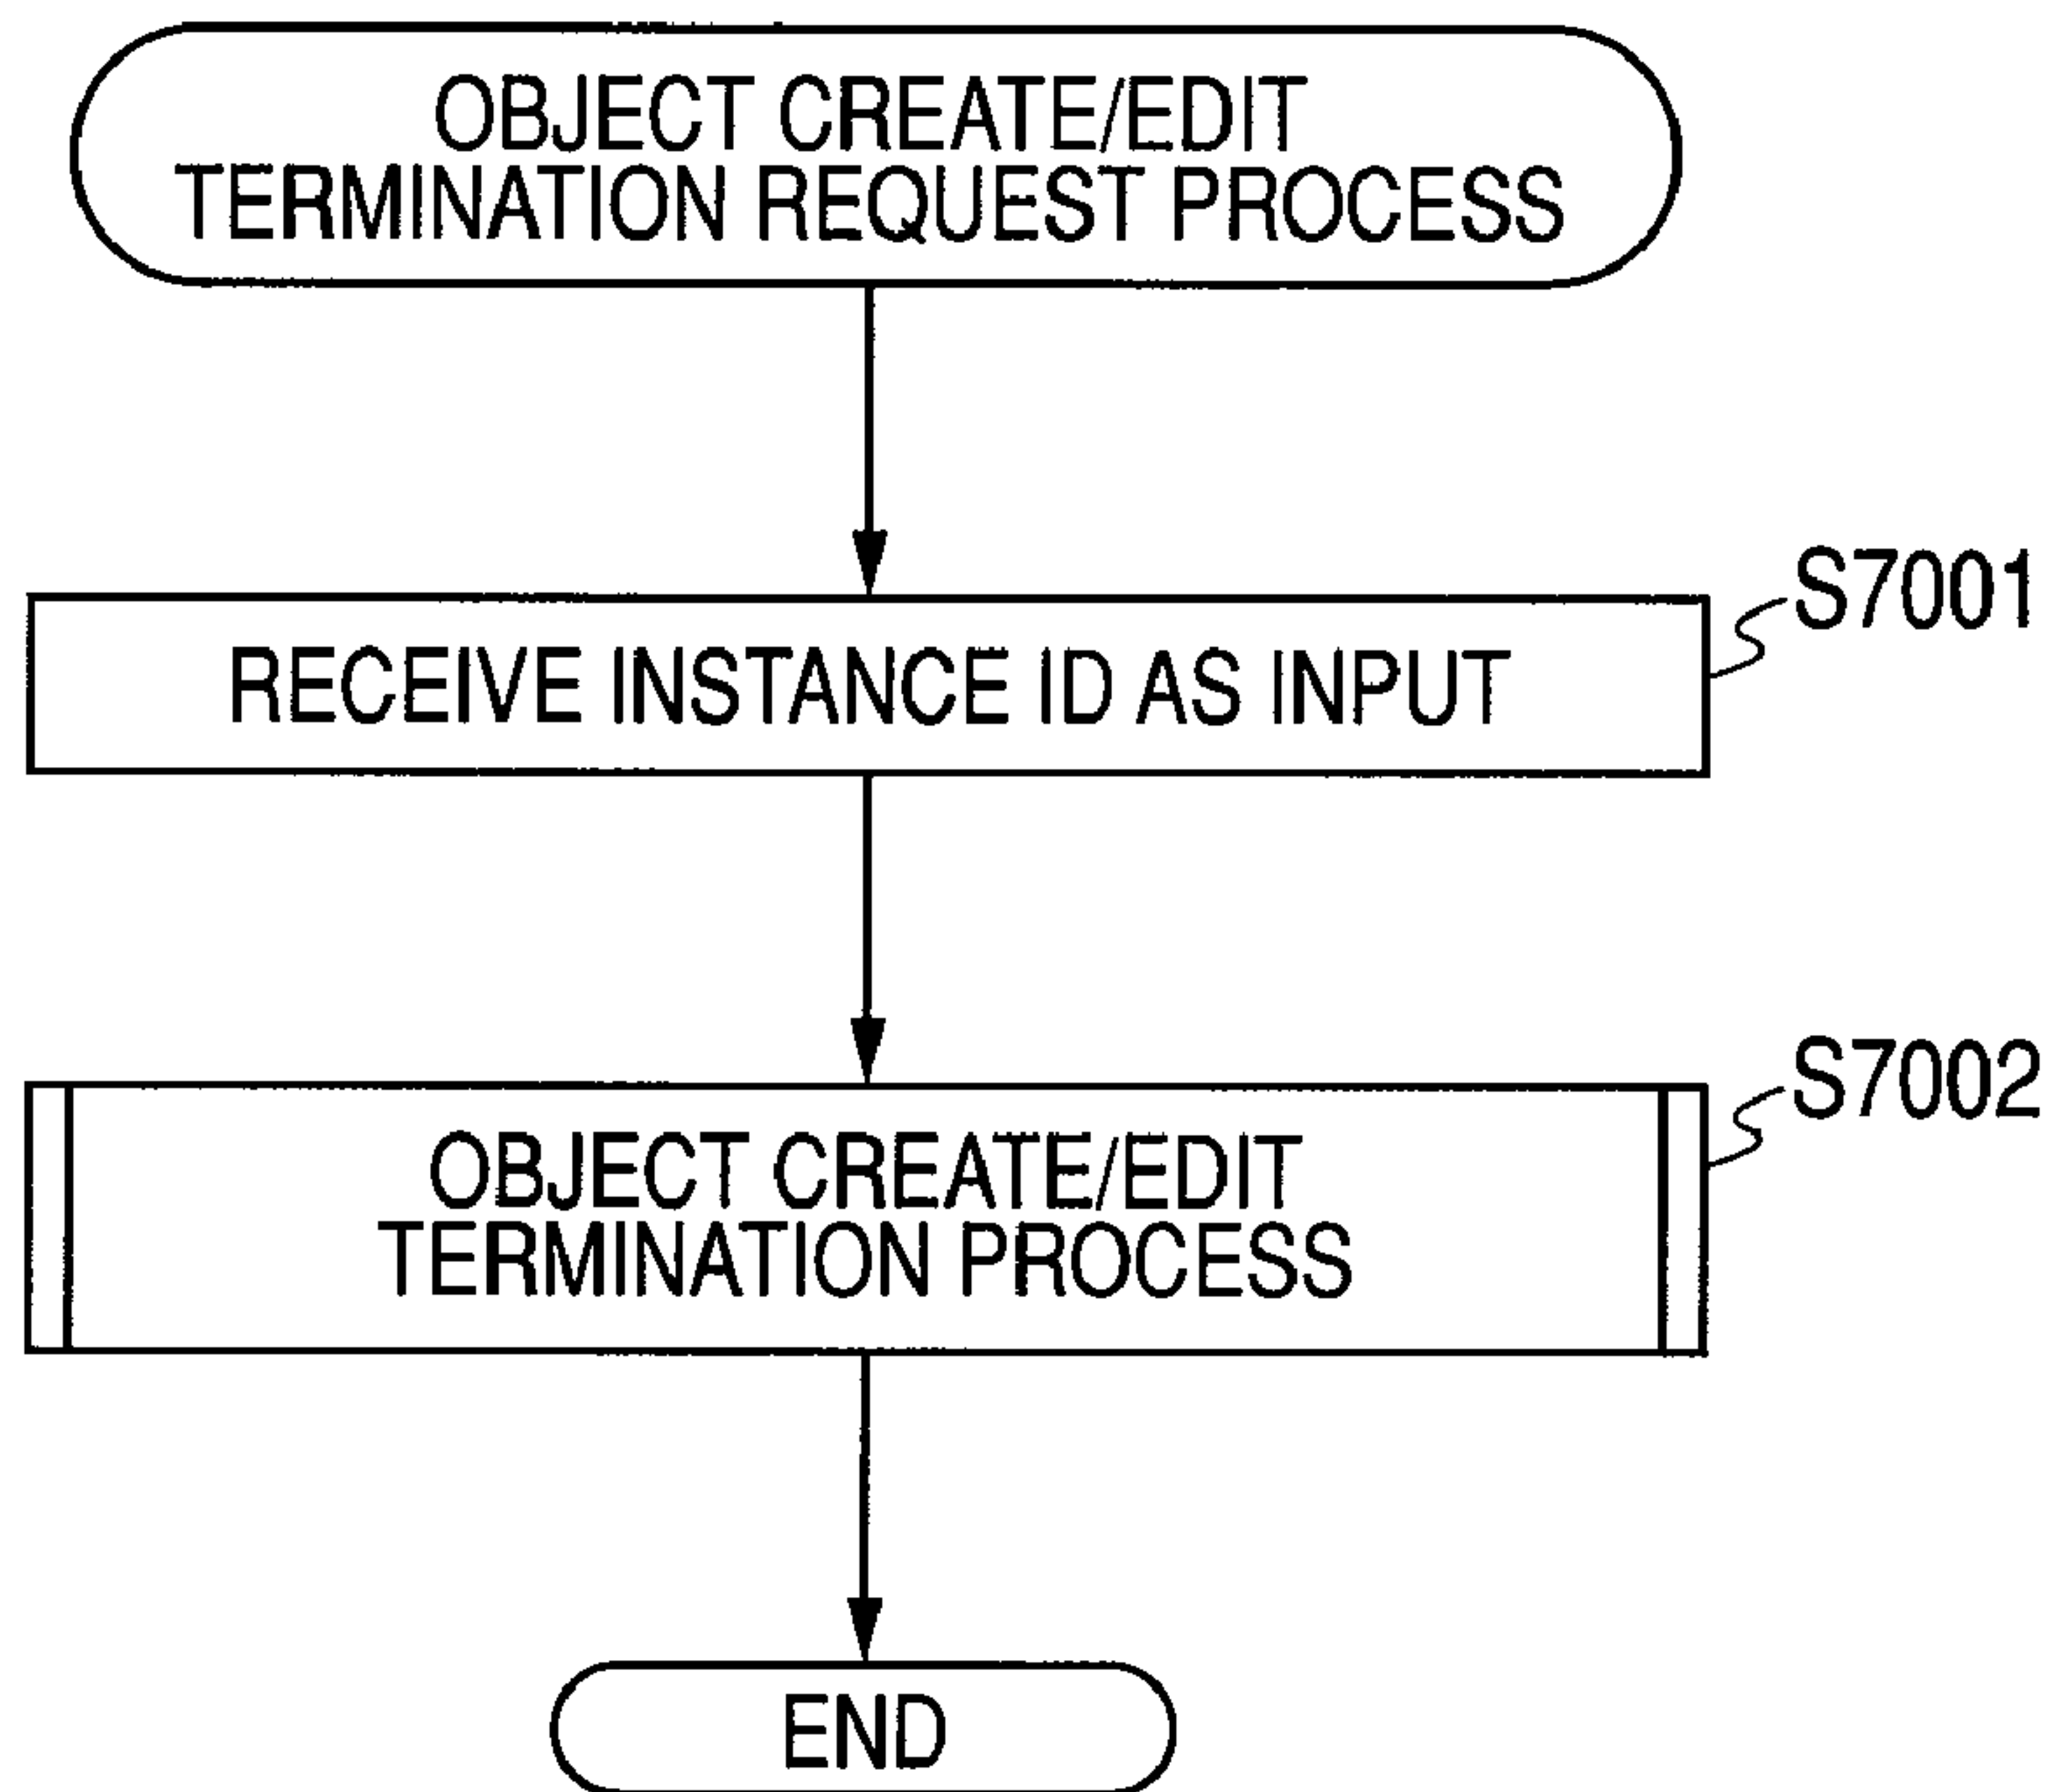 OBJECT CREATE/EDIT
TERMINATION REQUEST PROCESS
S7001
RECEIVE INSTANCE ID AS INPUT
S7002
OBJECT CREATE/EDIT
TERMINATION PROCESS
END